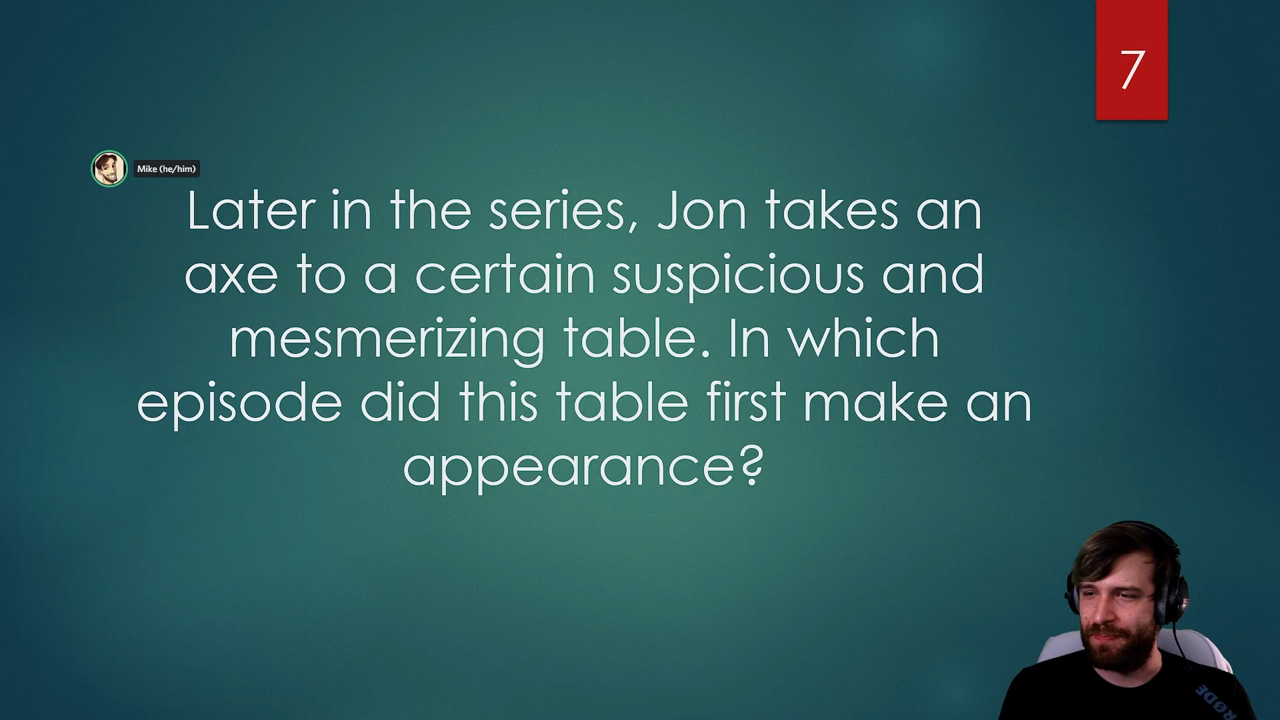 7
Mike (he/him)
Later in the series, Jon takes an
axe to a certain suspicious and
mesmerizing table. In which
episode did this table first make an
appearance?
RØDE